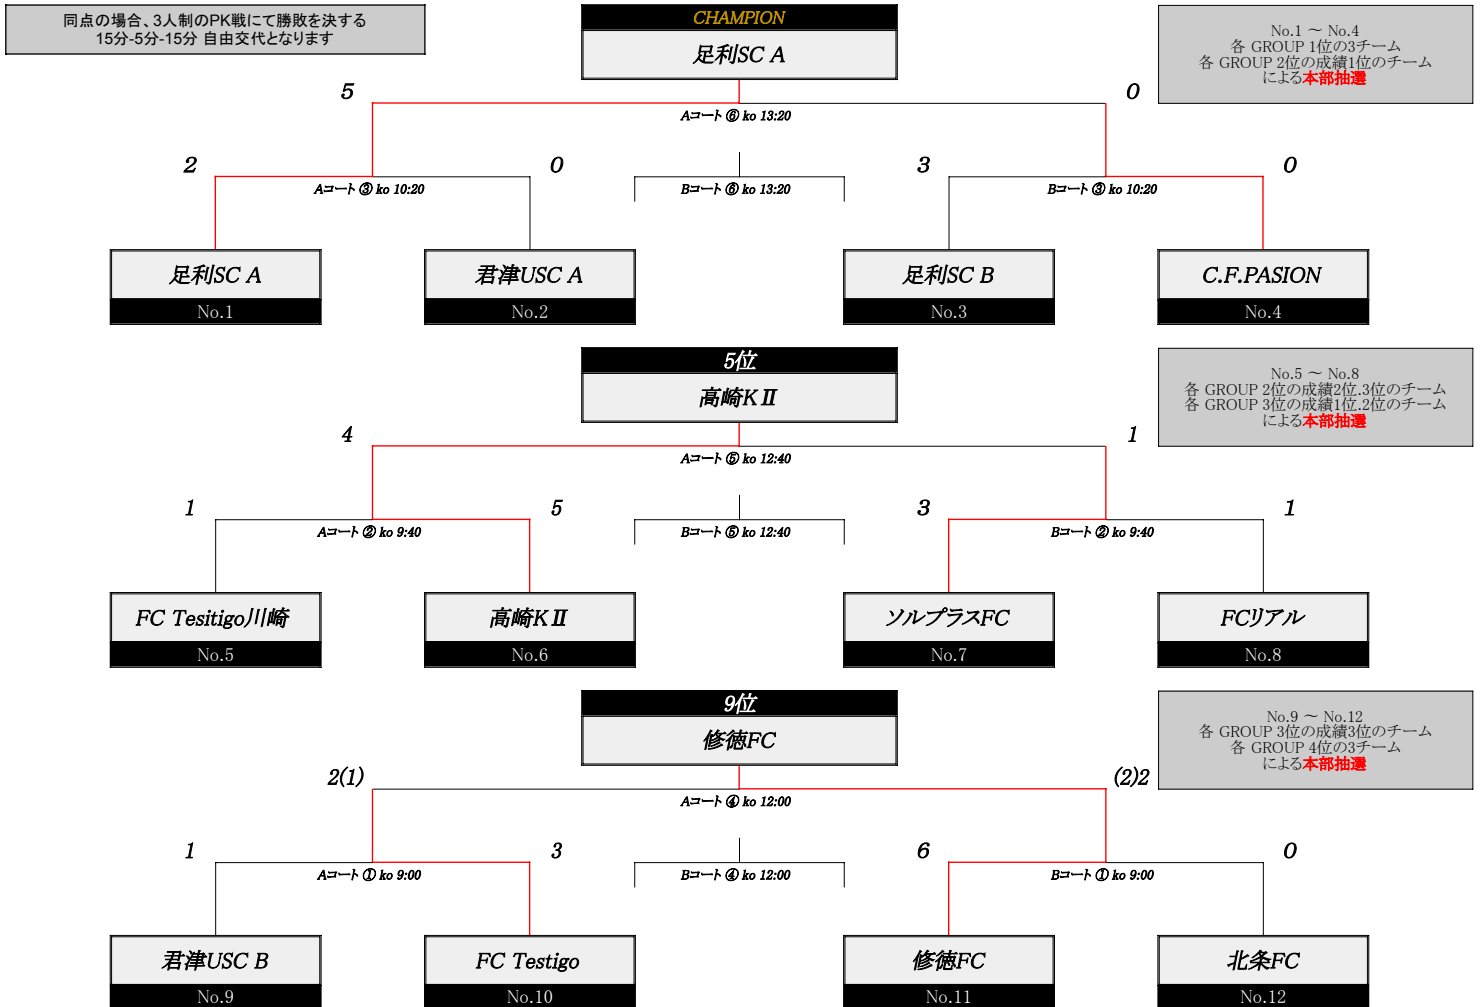 同点の場合、3人制のPK戦にて勝敗を決する
15分-5分-15分 自由交代となります
CHAMPION
足利SC A
No.1 ～ No.4
各 GROUP 1位の3チーム
各 GROUP 2位の成績1位のチーム
による本部抽選
5
0
Aコート ⑥ ko 13:20
2
0
3
0
Aコート ③ ko 10:20
Bコート ⑥ ko 13:20
Bコート ③ ko 10:20
足利SC A
君津USC A
足利SC B
C.F.PASION
No.1
No.2
No.3
No.4
5位
高崎KⅡ
No.5 ～ No.8
各 GROUP 2位の成績2位.3位のチーム
各 GROUP 3位の成績1位.2位のチーム
による本部抽選
4
1
Aコート ⑤ ko 12:40
1
5
3
1
Aコート ② ko 9:40
Bコート ⑤ ko 12:40
Bコート ② ko 9:40
FC Tesitigo川崎
高崎KⅡ
ソルプラスFC
FCリアル
No.5
No.6
No.7
No.8
9位
修徳FC
No.9 ～ No.12
各 GROUP 3位の成績3位のチーム
各 GROUP 4位の3チーム
による本部抽選
2(1)
(2)2
Aコート ④ ko 12:00
1
3
6
0
Aコート ① ko 9:00
Bコート ④ ko 12:00
Bコート ① ko 9:00
君津USC B
FC Testigo
修徳FC
北条FC
No.9
No.10
No.11
No.12